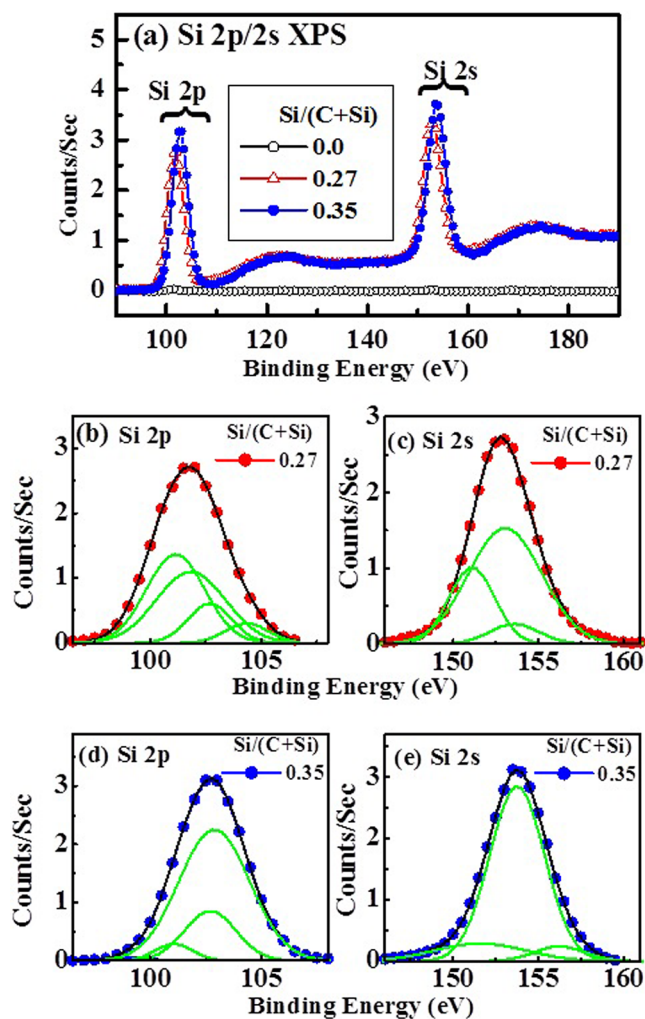 (a) Si 2p/2s XPS
Si 2p
Si 2s
Si/(C+Si)
0.0
0.27
0.35
Counts/Sec
5
4
3
2
1
0
100 120 140 160 180
Binding Energy (eV)
(b) Si 2p
Si/(C+Si)
0.27
Counts/Sec
3
2
1
0
100 105
(c) Si 2s
Si/(C+Si)
0.27
Counts/Sec
3
2
1
0
150 155 160
Binding Energy (eV)
(d) Si 2p
Si/(C+Si)
0.35
Counts/Sec
3
2
1
0
100 105
(e) Si 2s
Si/(C+Si)
0.35
Counts/Sec
3
2
1
0
150 155 160
Binding Energy (eV)